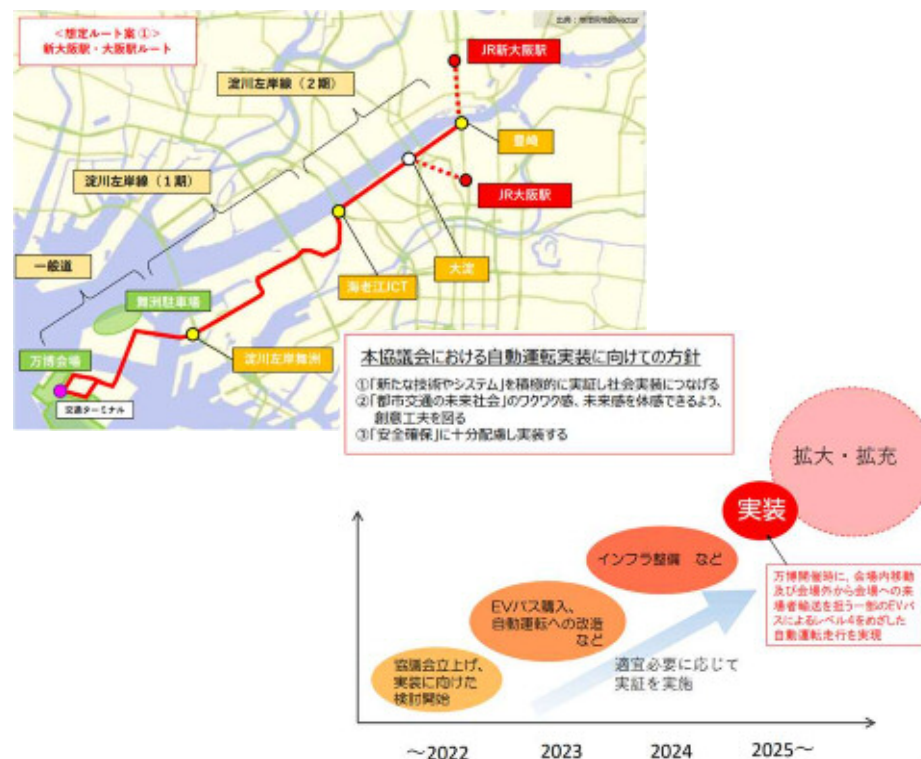 <想定ルート案①>
新大阪駅・大阪駅ルート
JR新大阪駅
淀川左岸線(2期)
豊崎
淀川左岸線(1期)
JR大阪駅
一般道
大淀
海老江JCT
舞洲駐車場
万博会場
淀川左岸舞洲
交通ターミナル
本協議会における自動運転実装に向けての方針
①「新たな技術やシステム」を積極的に実証し社会実装につなげる
②「都市交通の未来社会」のワクワク感、未来感を体感できるよう、
創意工夫を図る
③「安全確保」に十分配慮し実装する
拡大・拡充
実装
インフラ整備 など
万博開催時に、会場内移動
及び会場外から会場への来
場者輸送を担う一部のEVバ
スによるレベル4をめざした
自動運転走行を実現
EVバス購入、
自動運転への改造
など
協議会立上げ、
実装に向けた
検討開始
適宜必要に応じて
実証を実施
~2022
2023
2024
2025~